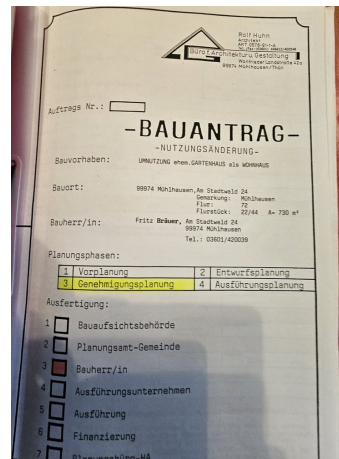 Rolf Huhn
Architekt
Büro f. Architektur u. Gestaltung
99974 Mühlhausen/Thür
Auftrags Nr.:
-BAUANTRAG-
-NUTZUNGSÄNDERUNG-
Bauvorhaben: UMNUTZUNG ehem.GARTENHAUS als WOHNHAUS
Bauort: 99974 Mühlhausen,Am Stadtwald 24
Gemarkung: Mühlhausen
Flur: 72
Flurstück: 22/44 A= 730 m²
Bauherr/in: Fritz Bräuer, Am Stadtwald 24
99974 Mühlhausen
Tel.: 03601/420039
Planungsphasen:
1 Vorplanung 2 Entwurfsplanung
3 Genehmigungsplanung 4 Ausführungsplanung
Ausfertigung:
1 Bauaufsichtsbehörde
2 Planungsamt-Gemeinde
3 Bauherr/in
4 Ausführungsunternehmen
5 Ausführung
6 Finanzierung
7 Planungsbüro-HA